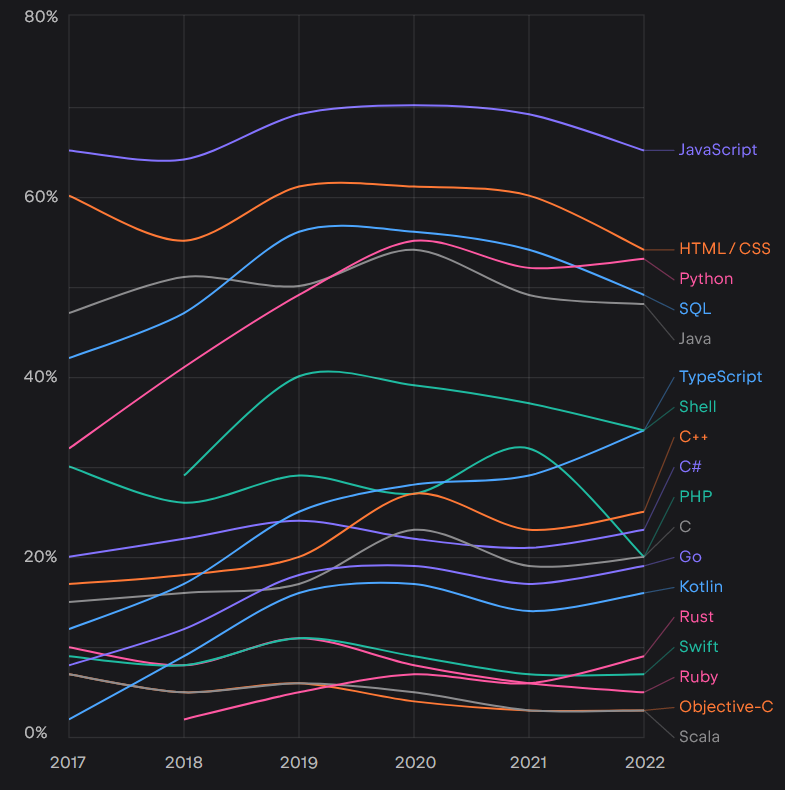 80%
60%
40%
20%
0%
JavaScript
HTML / CSS
Python
SQL
Java
TypeScript
Shell
C++
C#
PHP
C
Go
Kotlin
Rust
Swift
Ruby
Objective-C
Scala
2017 2018 2019 2020 2021 2022